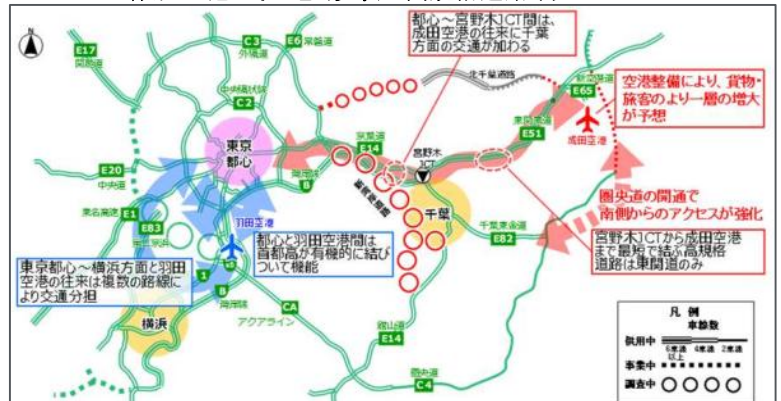 都心～宮野木JCT間は、
成田空港の往来に千葉
方面の交通が加わる
N
E17
関越道
C3
外環道
E6
常磐道
北千葉道路
新空港道
E65
空港整備により、貨物・
旅客のより一層の増大
が予想
中央環状線
C2
東関東道
E51
成田空港
東京
都心
京葉道
E14
宮野木
JCT
E20
中央道
湾岸線
B
千葉
圏央道の開通で
南側からのアクセスが強化
東名高速
E1
E83
羽田空港
千葉東金道
E82
都心と羽田空港間は
首都高が有機的に結び
ついて機能
宮野木JCTから成田空港
まで最短で結ぶ高規格
道路は東関道のみ
東京都心～横浜方面と羽田
空港の往来は複数の路線に
より交通分担
1
B
湾岸線
CA
アクアライン
横浜
館山道
E14
圏央道
C4
凡 例
車線数
供用中
6車線
以上
4車線
2車線
事業中
調査中